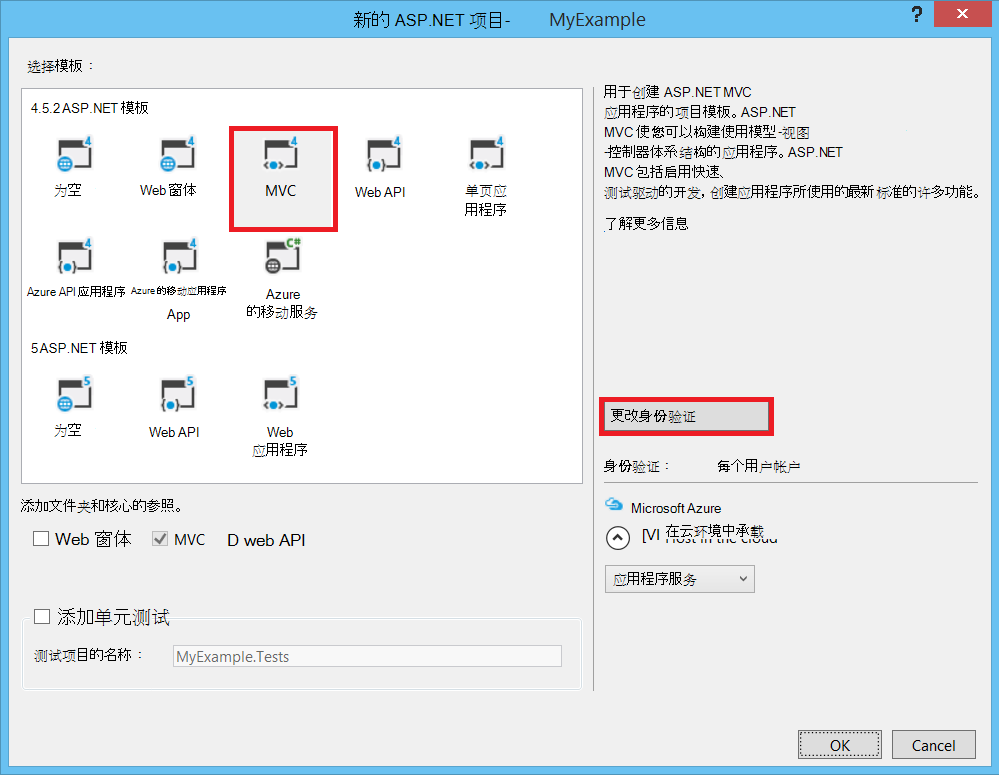 新的 ASP.NET 项目- MyExample
?
选择模板：
4.5.2 ASP.NET 模板
为空
Web 窗体
MVC
Web API
单页应
用程序
Azure API 应用程序
Azure 的移动应用程序
App
Azure
的移动服务
5 ASP.NET 模板
为空
Web API
Web
应用程序
添加文件夹和核心的参照。
Web 窗体
MVC
D web API
添加单元测试
测试项目的名称：
MyExample.Tests
用于创建 ASP.NET MVC
应用程序的项目模板。ASP.NET
MVC 使您可以构建使用模型-视图
-控制器体系结构的应用程序。ASP.NET
MVC 包括启用快速、
测试驱动的开发，创建应用程序所使用的最新标准的许多功能。
了解更多信息
更改身份验证
身份验证： 每个用户帐户
Microsoft Azure
[VI 在云环境中承载
Host in the cloud
应用程序服务
OK
Cancel